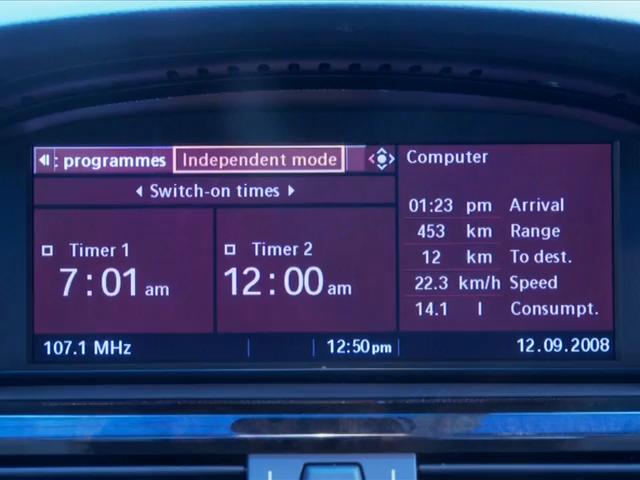 : programmes Independent mode
Switch-on times
Timer 1
7:01 am
Timer 2
12:00 am
Computer
01:23 pm Arrival
453 km Range
12 km To dest.
22.3 km/h Speed
14.1 l Consumpt.
107.1 MHz 12:50pm 12.09.2008